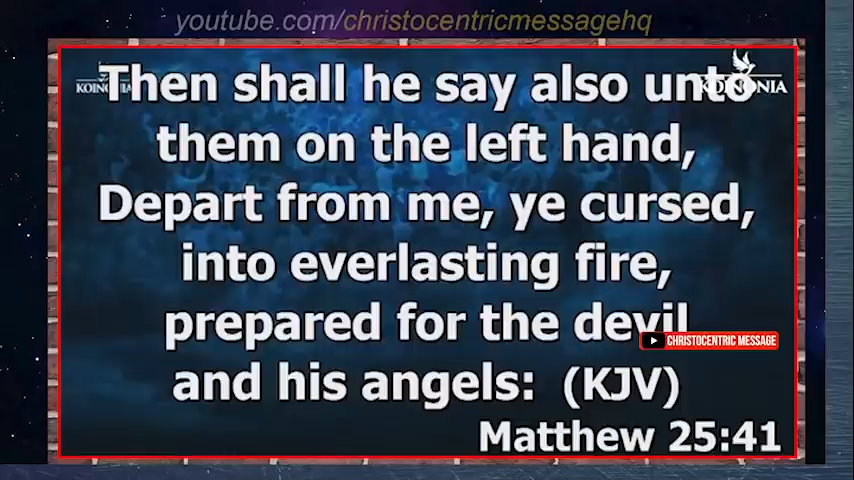 youtube.com/christocentricmessagehq
Then shall he say also unto
KOINONIA
KOINONIA
them on the left hand,
Depart from me, ye cursed,
into everlasting fire,
prepared for the devil
CHRISTOCENTRIC MESSAGE
and his angels: (KJV)
Matthew 25:41